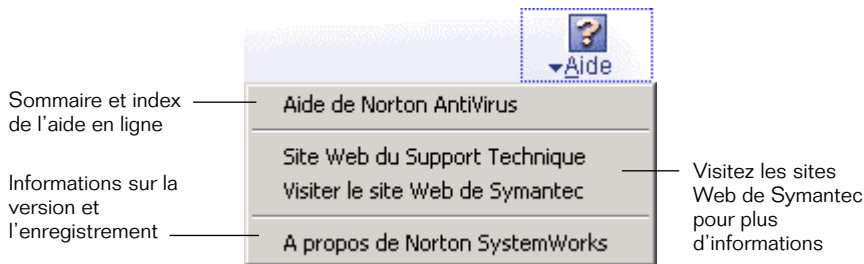 Aide
Sommaire et index
de l'aide en ligne
Aide de Norton AntiVirus
Site Web du Support Technique
Visiter le site Web de Symantec
Visitez les sites
Web de Symantec
pour plus
d'informations
Informations sur la
version et
l'enregistrement
A propos de Norton SystemWorks